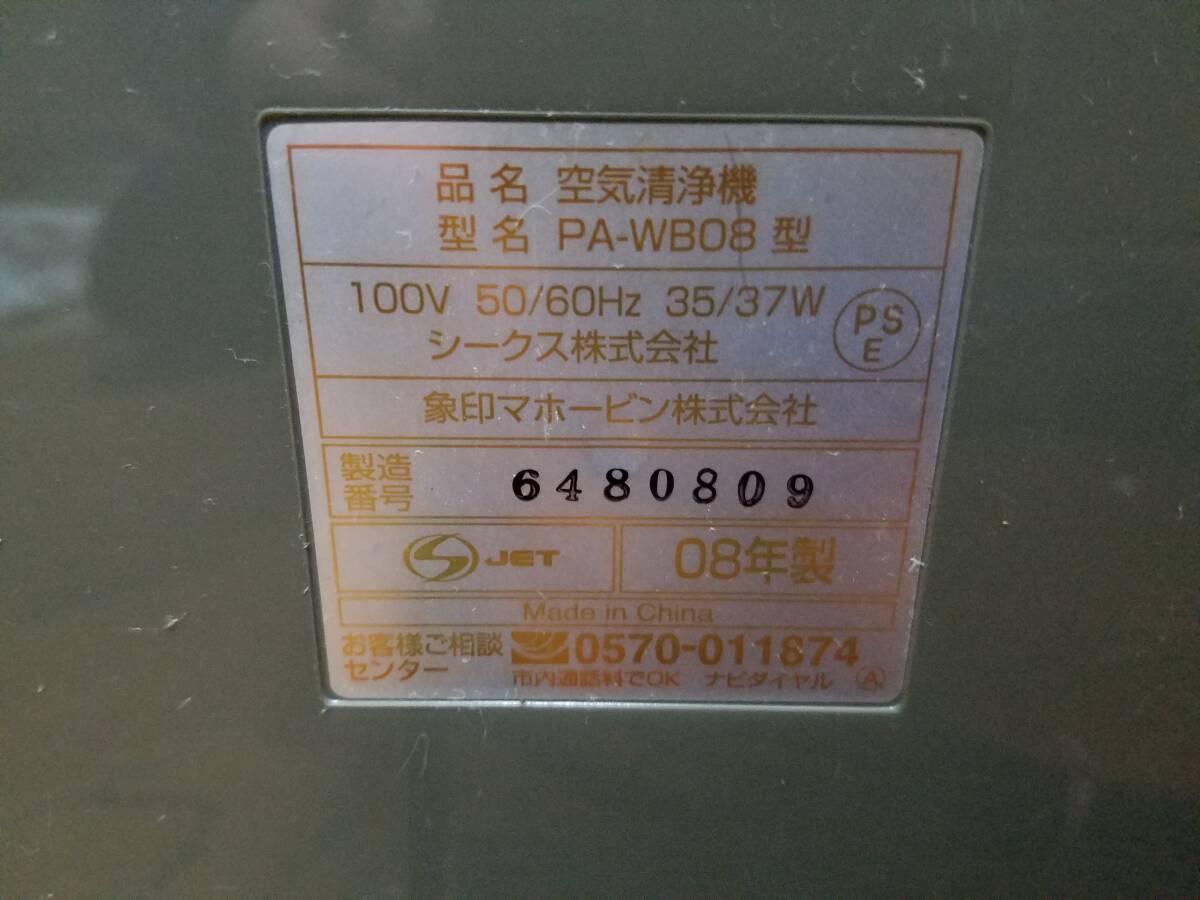 品名 空気清浄機
型名 PA-WB08 型
100V 50/60Hz 35/37W
シークス株式会社
PS
E
象印マホービン株式会社
製造
番号
6480809
S JET
08年製
Made in China
お客様ご相談
センター
0570-011874
市内通話料でOK ナビダイヤル Ⓐ